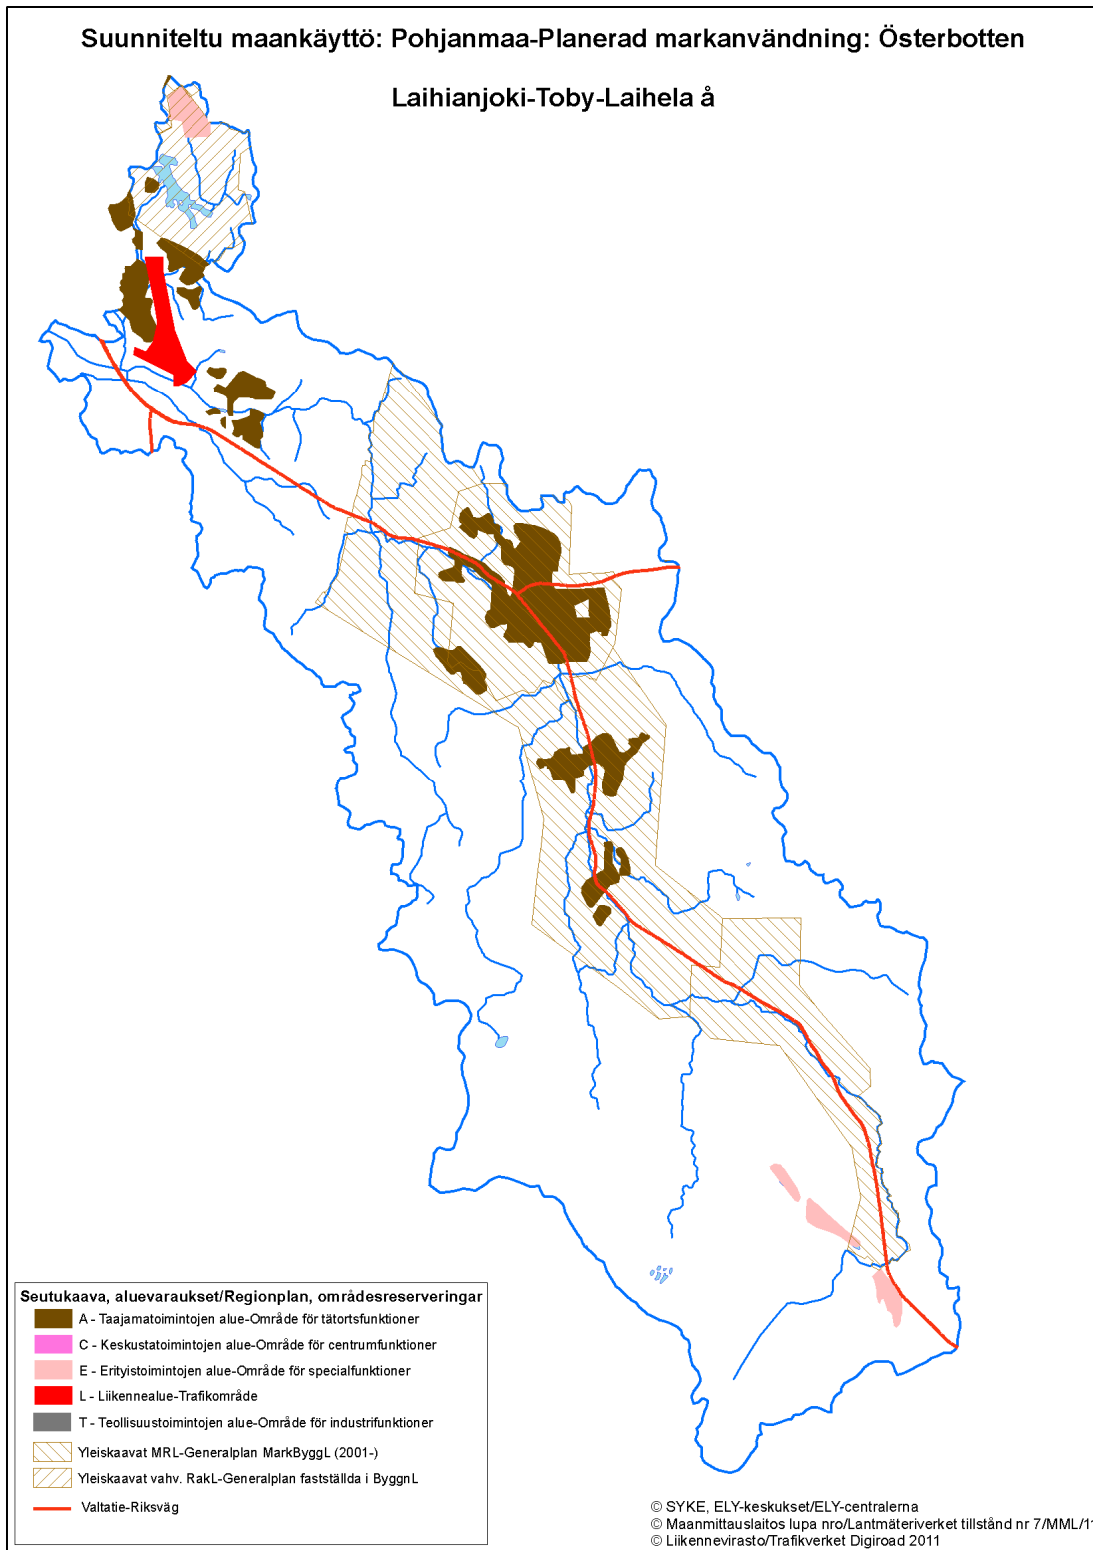 Suunniteltu maankäyttö: Pohjanmaa-Planerad markanvändning: Österbotten
Laihianjoki-Toby-Laihela å
Seutukaava, aluevaraukset/Regionplan, områdesreserveringar
A - Taajamatoimintojen alue-Område för tätortsfunktioner
C - Keskustatoimintojen alue-Område för centrumfunktioner
E - Erityistoimintojen alue-Område för specialfunktioner
L - Liikennealue-Trafikområde
T - Teollisuustoimintojen alue-Område för industrifunktioner
Yleiskaavat MRL-Generalplan MarkByggL (2001-)
Yleiskaavat vahv. RakL-Generalplan fastställda i ByggnL
Valtatie-Riksväg
© SYKE, ELY-keskukset/ELY-centralerna
© Maanmittauslaitos lupa nro/Lantmäteriverket tillstånd nr 7/MML/11
© Liikennevirasto/Trafikverket Digiroad 2011